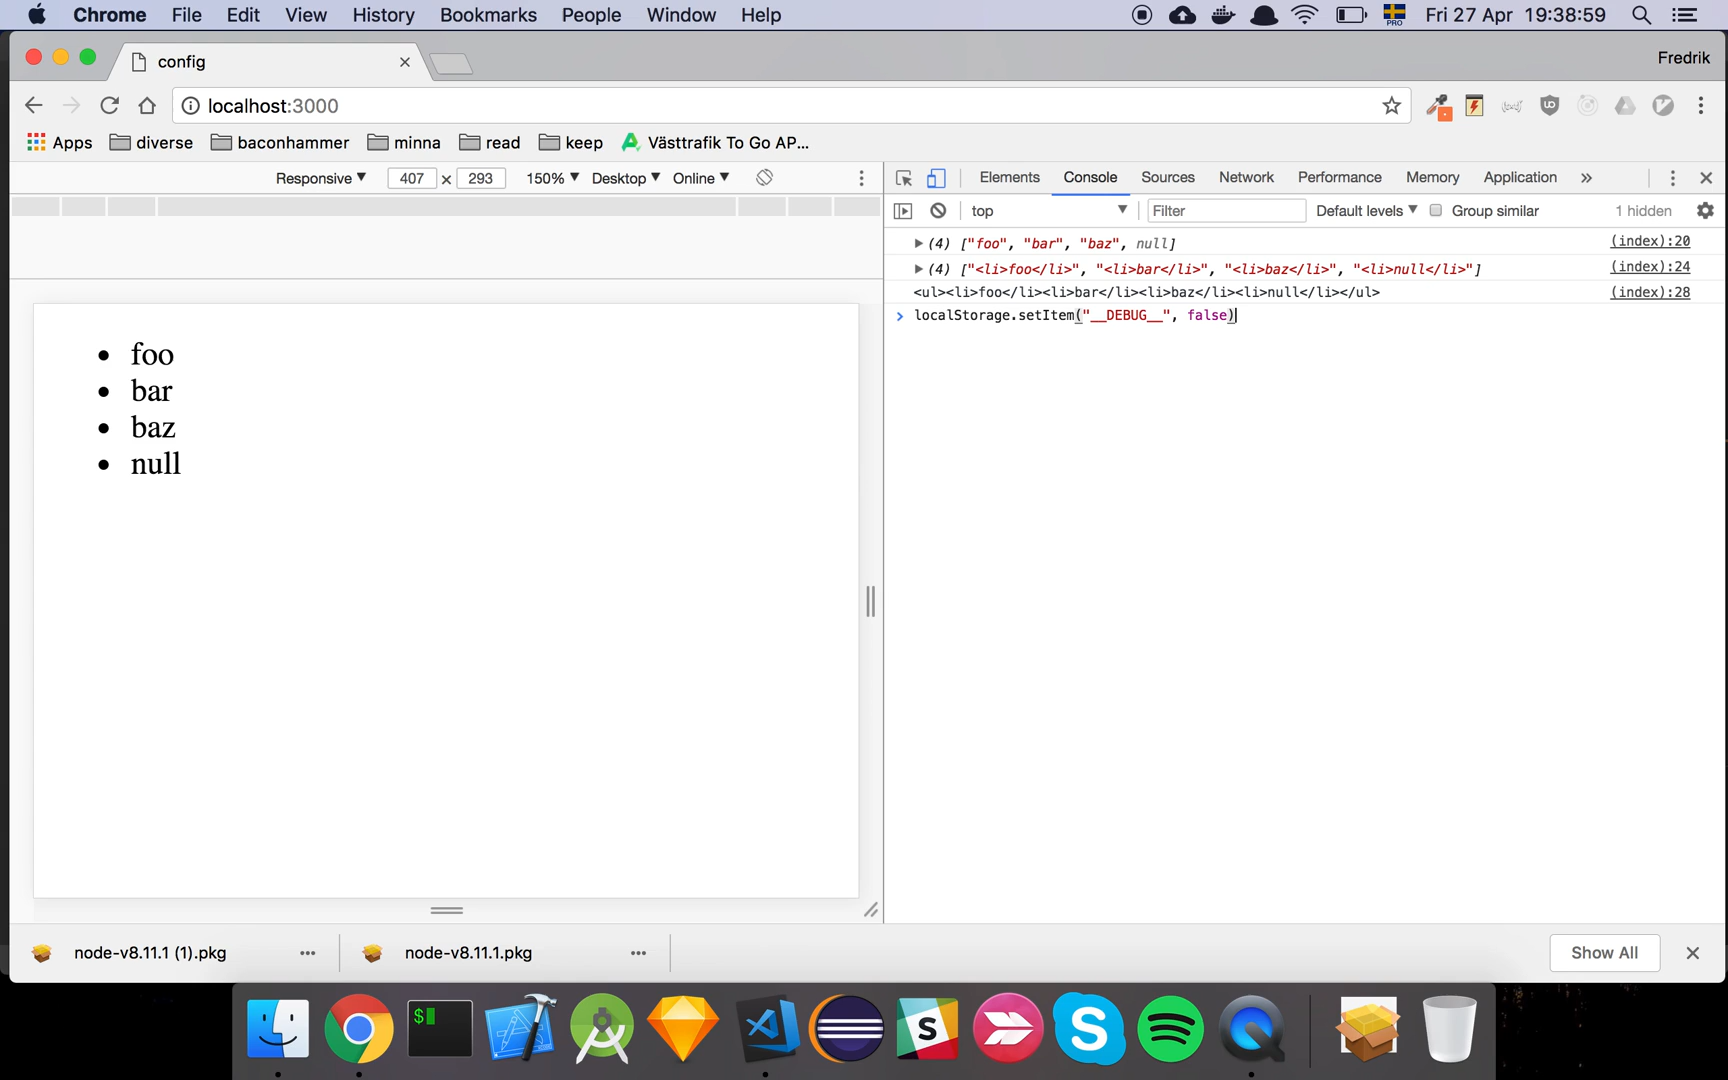 Chrome File Edit View History Bookmarks People Window Help PRO Fri 27 Apr 19:38:59
config Fredrik
localhost:3000
Apps diverse baconhammer minna read keep Västtrafik To Go AP...
Responsive 407 x 293 150% Desktop Online
Elements Console Sources Network Performance Memory Application »
top Filter Default levels Group similar 1 hidden
(4) ["foo", "bar", "baz", null] (index):20
(4) ["<li>foo</li>", "<li>bar</li>", "<li>baz</li>", "<li>null</li>"] (index):24
<ul><li>foo</li><li>bar</li><li>baz</li><li>null</li></ul> (index):28
> localStorage.setItem("__DEBUG__", false)
• foo
• bar
• baz
• null
node-v8.11.1 (1).pkg ... node-v8.11.1.pkg ... Show All
$ S S